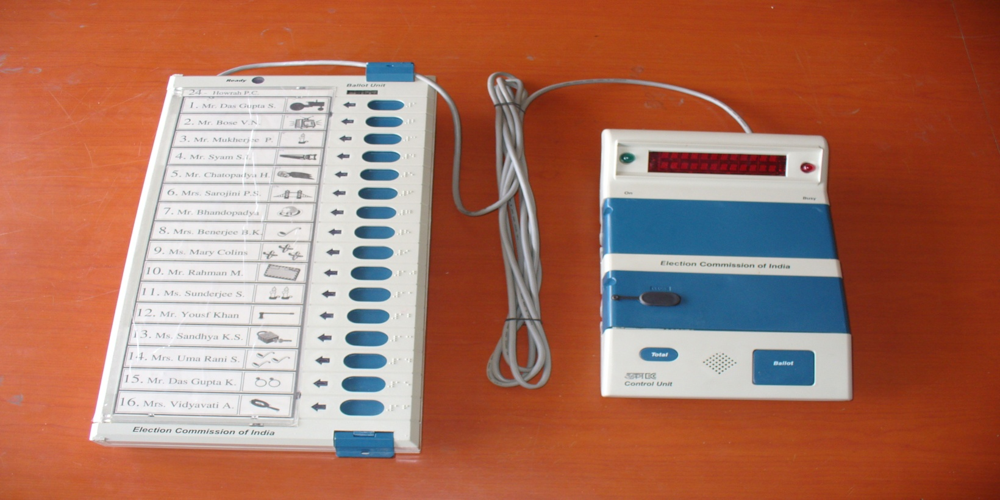 Ready
Ballot Unit
24 - Howrah P.C.
1. Mr. Das Gupta S.
2. Mr. Bose V.N.
3. Mr. Mukherjee P.
4. Mr. Syam S.L.
5. Mr. Chatopadya H.
6. Mrs. Sarojini P.S.
7. Mr. Bhandopadya
8. Mrs. Benerjee B.K.
9. Ms. Mary Colins
10. Mr. Rahman M.
11. Ms. Sunderjee S.
12. Mr. Yousf Khan
13. Ms. Sandhya K.S.
14. Mrs. Uma Rani S.
15. Mr. Das Gupta K.
16. Mrs. Vidyavati A.
Election Commission of India
On
Busy
Election Commission of India
Total
Ballot
Control Unit